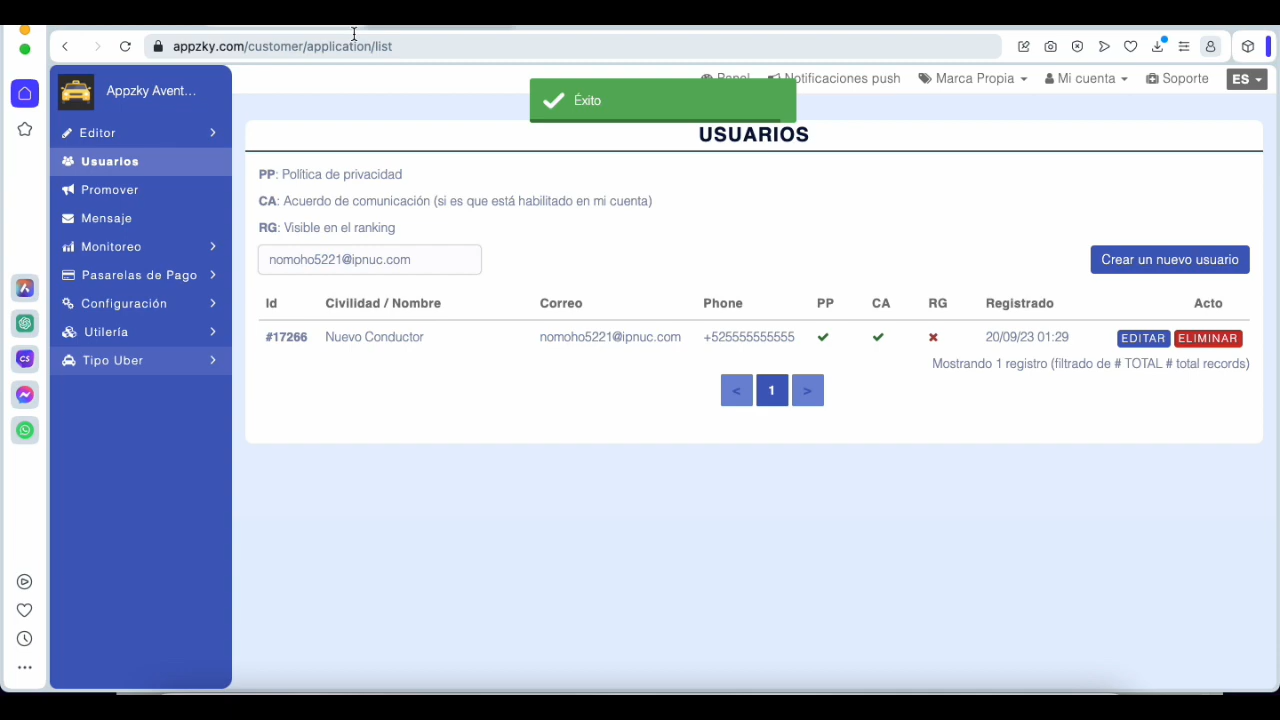 appzky.com/customer/application/list
Appzky Avent...
Editor
Usuarios
Promover
Mensaje
Monitoreo
Pasarelas de Pago
Configuración
Utilería
Tipo Uber
Panel
Notificaciones push
Marca Propia
Mi cuenta
Soporte
ES
Éxito
USUARIOS
PP: Política de privacidad
CA: Acuerdo de comunicación (si es que está habilitado en mi cuenta)
RG: Visible en el ranking
nomoho5221@ipnuc.com
Crear un nuevo usuario
Id Civilidad / Nombre Correo Phone PP CA RG Registrado Acto
#17266 Nuevo Conductor nomoho5221@ipnuc.com +525555555555 20/09/23 01:29 EDITAR ELIMINAR
Mostrando 1 registro (filtrado de # TOTAL # total records)
< 1 >